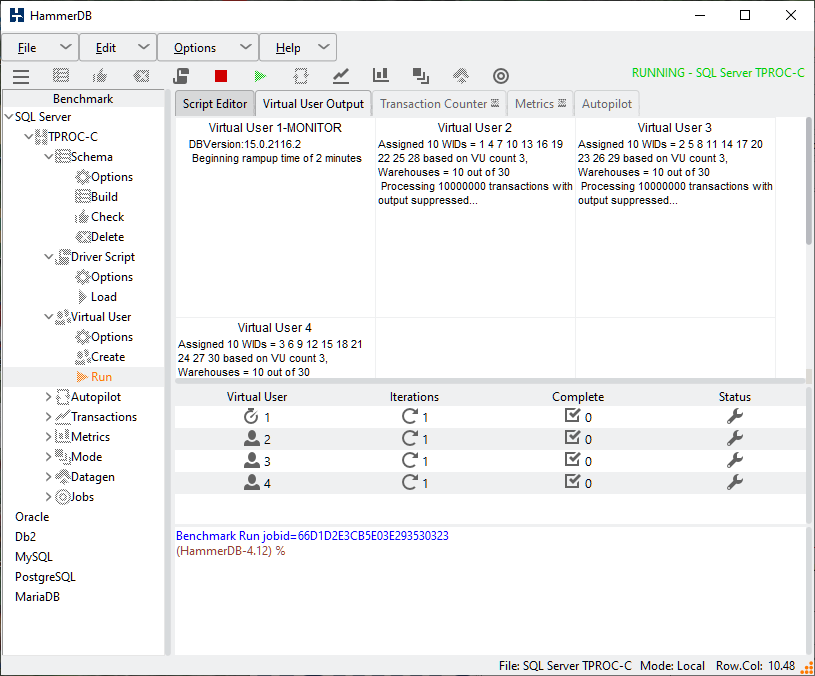 HammerDB
File Edit Options Help
RUNNING - SQL Server TPROC-C
Benchmark
SQL Server
TPROC-C
Schema
Options
Build
Check
Delete
Driver Script
Options
Load
Virtual User
Options
Create
Run
Autopilot
Transactions
Metrics
Mode
Datagen
Jobs
Oracle
Db2
MySQL
PostgreSQL
MariaDB
Script Editor Virtual User Output Transaction Counter Metrics Autopilot
Virtual User 1-MONITOR
DBVersion:15.0.2116.2
Beginning rampup time of 2 minutes
Virtual User 2
Assigned 10 WIDs = 1 4 7 10 13 16 19
22 25 28 based on VU count 3,
Warehouses = 10 out of 30
Processing 10000000 transactions with
output suppressed...
Virtual User 3
Assigned 10 WIDs = 2 5 8 11 14 17 20
23 26 29 based on VU count 3,
Warehouses = 10 out of 30
Processing 10000000 transactions with
output suppressed...
Virtual User 4
Assigned 10 WIDs = 3 6 9 12 15 18 21
24 27 30 based on VU count 3,
Warehouses = 10 out of 30
Virtual User Iterations Complete Status
1 1 0
2 1 0
3 1 0
4 1 0
Benchmark Run jobid=66D1D2E3CB5E03E293530323
(HammerDB-4.12) %
File: SQL Server TPROC-C Mode: Local Row.Col: 10.48